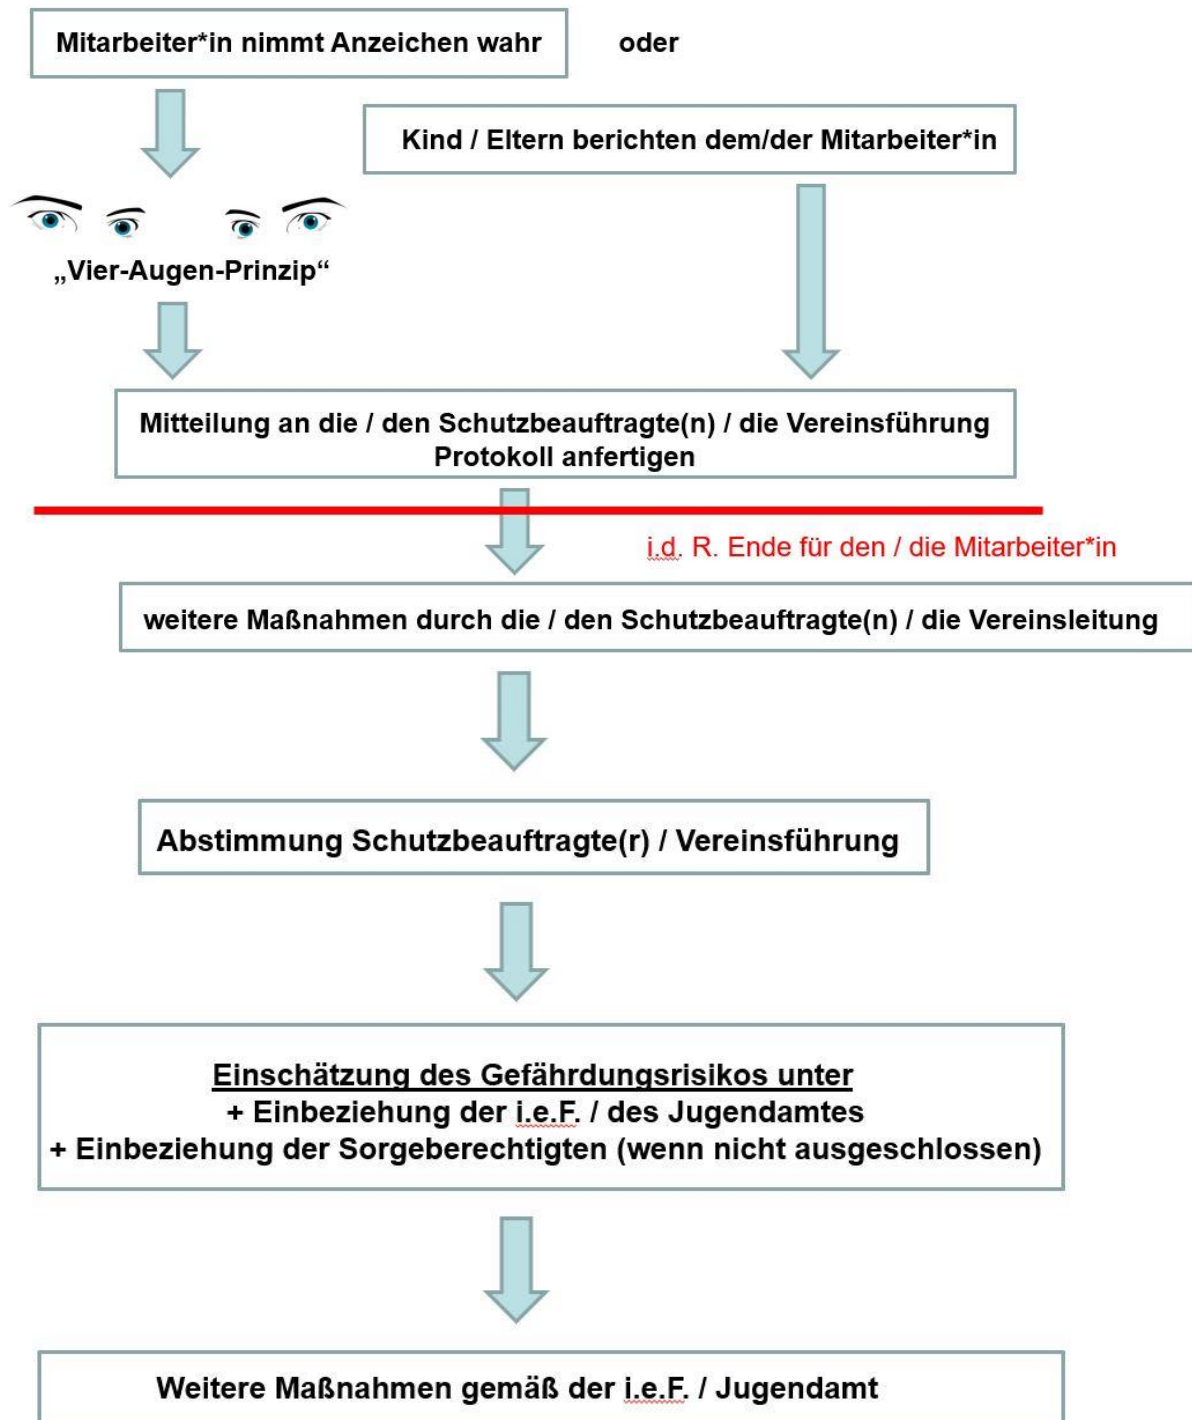 Mitarbeiter*in nimmt Anzeichen wahr oder
Kind / Eltern berichten dem/der Mitarbeiter*in
„Vier-Augen-Prinzip“
Mitteilung an die / den Schutzbeauftragte(n) / die Vereinsführung
Protokoll anfertigen
i.d. R. Ende für den / die Mitarbeiter*in
weitere Maßnahmen durch die / den Schutzbeauftragte(n) / die Vereinsleitung
Abstimmung Schutzbeauftragte(r) / Vereinsführung
Einschätzung des Gefährdungsrisikos unter
+ Einbeziehung der i.e.F. / des Jugendamtes
+ Einbeziehung der Sorgeberechtigten (wenn nicht ausgeschlossen)
Weitere Maßnahmen gemäß der i.e.F. / Jugendamt